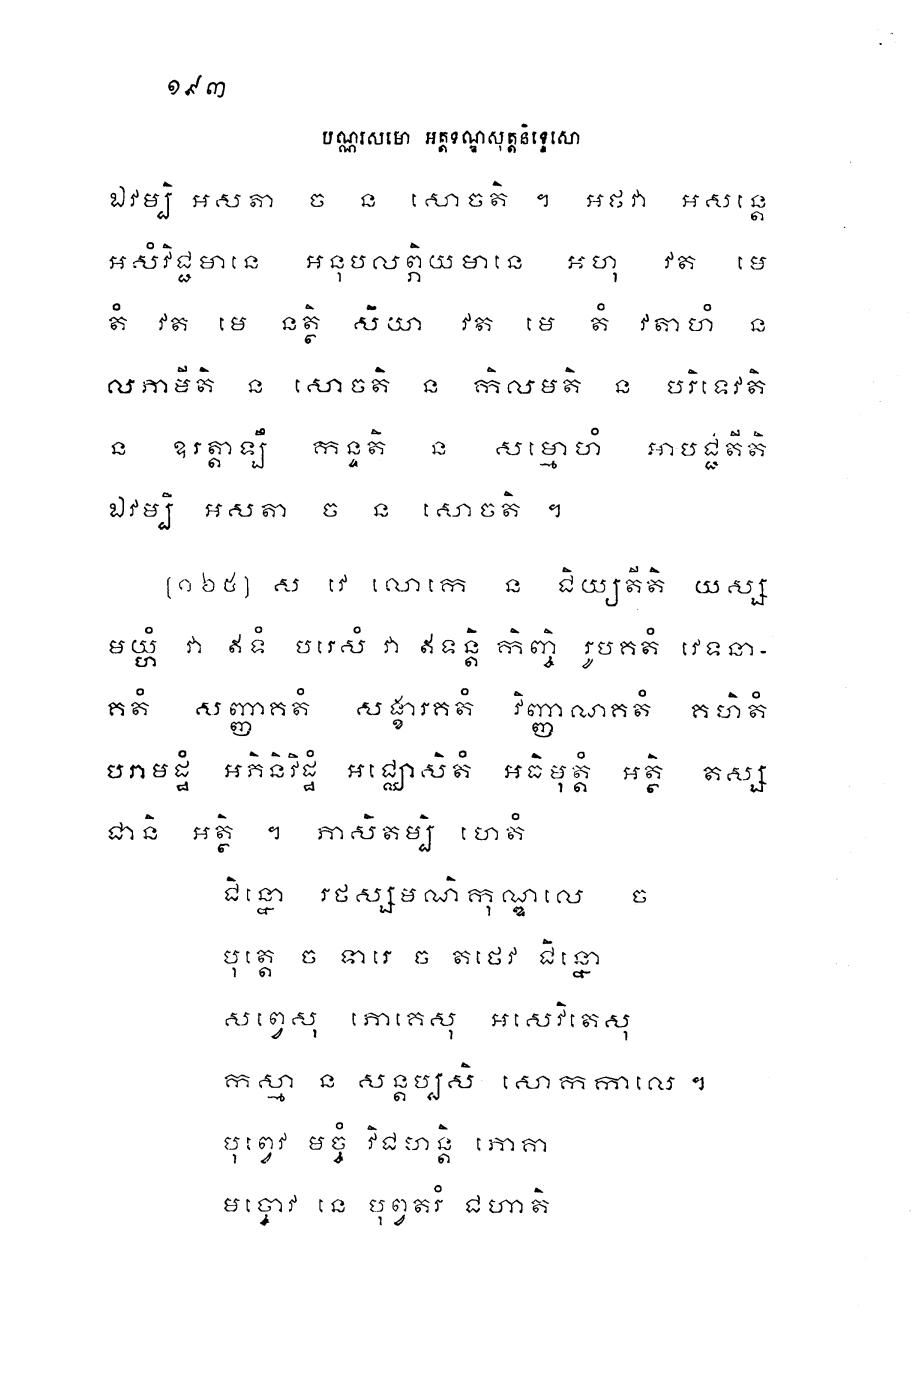 ១៩៣
បណ្ណរសមោ អត្តទណ្ឌសុត្តនិទ្ទេសោ
ឯវម្បិ អសតា ច ន សោចតិ ។ អថវា អសន្តេ
អសំវិជ្ជមានេ អនុបលព្ភិយមានេ អហុ វត មេ
តំ វត មេ នត្ថិ សិយា វត មេ តំ វតាហំ ន
លភាមីតិ ន សោចតិ ន កិលមតិ ន បរិទេវតិ
ន ឧរត្តាឡឹ កន្ទតិ ន សម្មោហំ អាបជ្ជតីតិ
ឯវម្បិ អសតា ច ន សោចតិ ។
[១៦៥] ស វេ លោកេ ន ជិយ្យតីតិ យស្ស
មយ្ហំ វា ឥទំ បរេសំ វា ឥទន្តិ កិញ្ចិ រូបគតំ វេទនា-
គតំ សញ្ញាគតំ សង្ខារគតំ វិញ្ញាណគតំ គហិតំ
បរាមដ្ឋំ អភិនិវិដ្ឋំ អជ្ឈោសិតំ អធិមុត្តំ អត្ថិ តស្ស
ជានិ អត្ថិ ។ ភាសិតម្បិ ហេតំ
ជិន្នោ រថស្សមណិកុណ្ឌលេ ច
បុត្តេ ច ទារេ ច តថេវ ជិន្នោ
សព្វេសុ ភោគេសុ អសេវិតេសុ
កស្មា ន សន្តប្បសិ សោកកាលេ ។
បុព្វេវ មច្ចំ វិជហន្តិ ភោគា
មច្ចោវ នេ បុព្វតរំ ជហាតិ